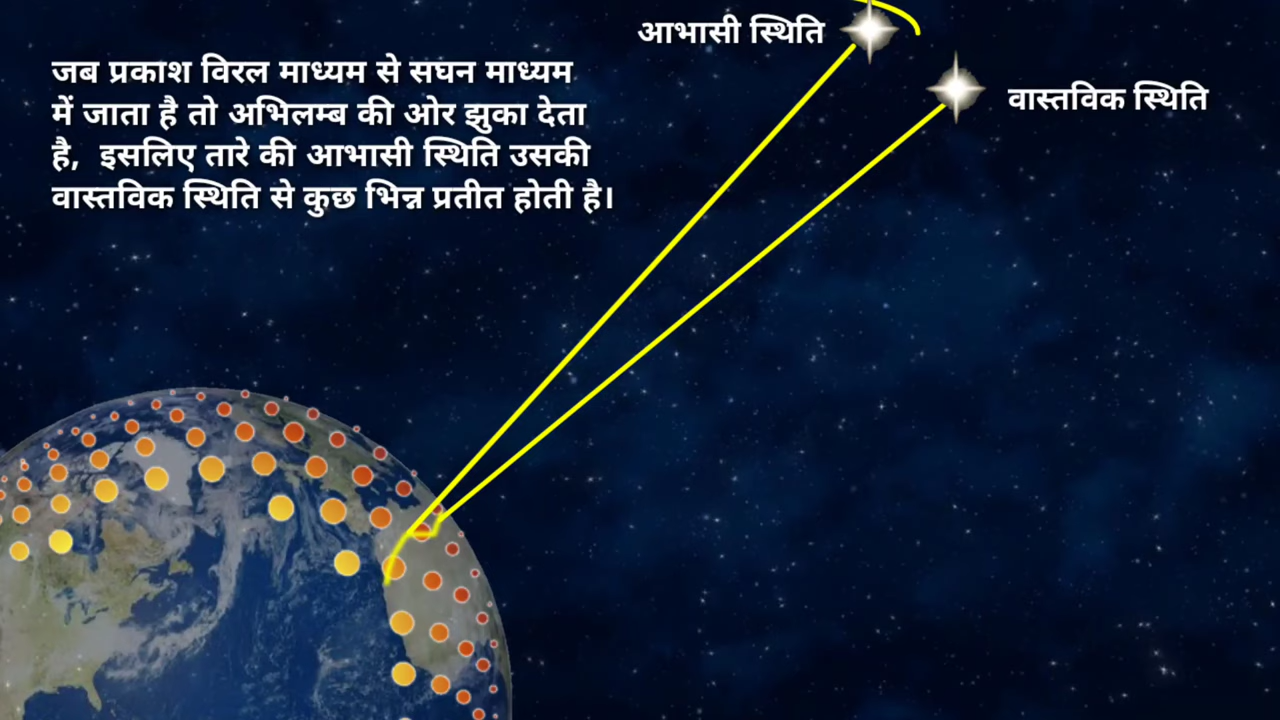 आभासी स्थिति
वास्तविक स्थिति
जब प्रकाश विरल माध्यम से सघन माध्यम
में जाता है तो अभिलम्ब की ओर झुका देता
है, इसलिए तारे की आभासी स्थिति उसकी
वास्तविक स्थिति से कुछ भिन्न प्रतीत होती है।